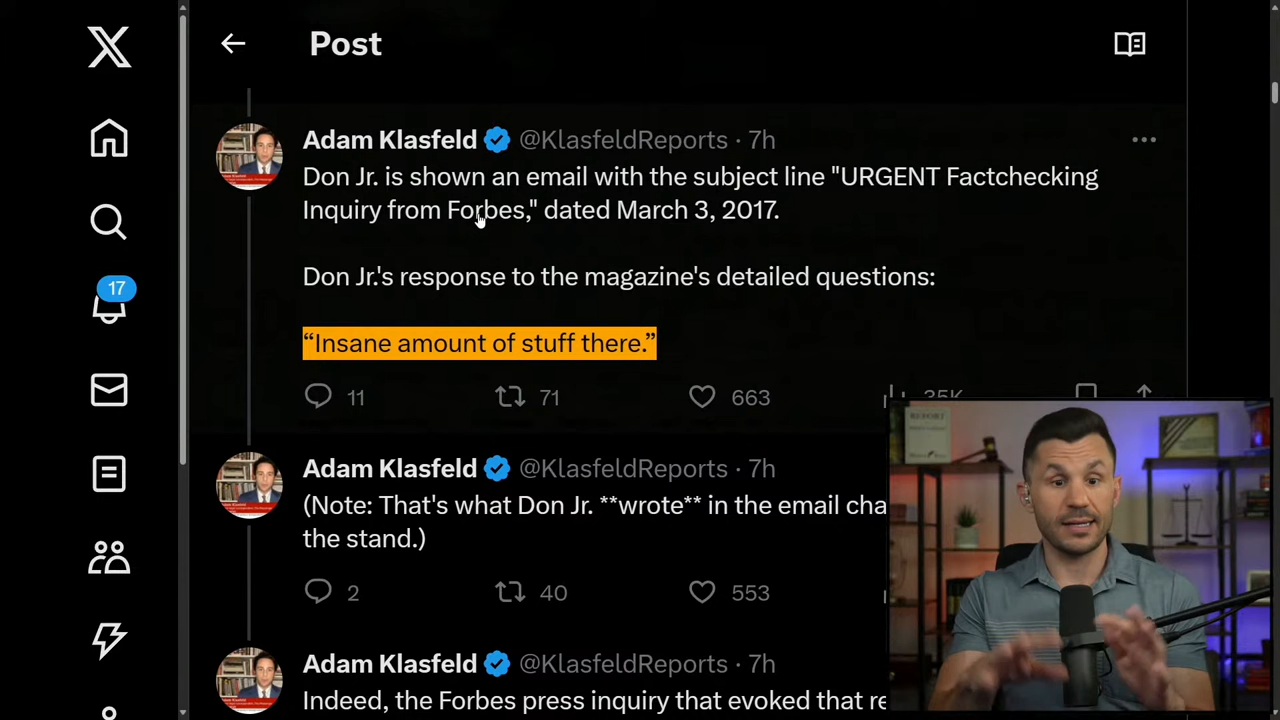 Post
Adam Klasfeld @KlasfeldReports · 7h
Don Jr. is shown an email with the subject line "URGENT Factchecking
Inquiry from Forbes," dated March 3, 2017.
Don Jr.'s response to the magazine's detailed questions:
“Insane amount of stuff there.”
11 71 663 35K
17
Adam Klasfeld @KlasfeldReports · 7h
(Note: That's what Don Jr. **wrote** in the email cha
the stand.)
2 40 553
Adam Klasfeld @KlasfeldReports · 7h
Indeed, the Forbes press inquiry that evoked that re
REPORT